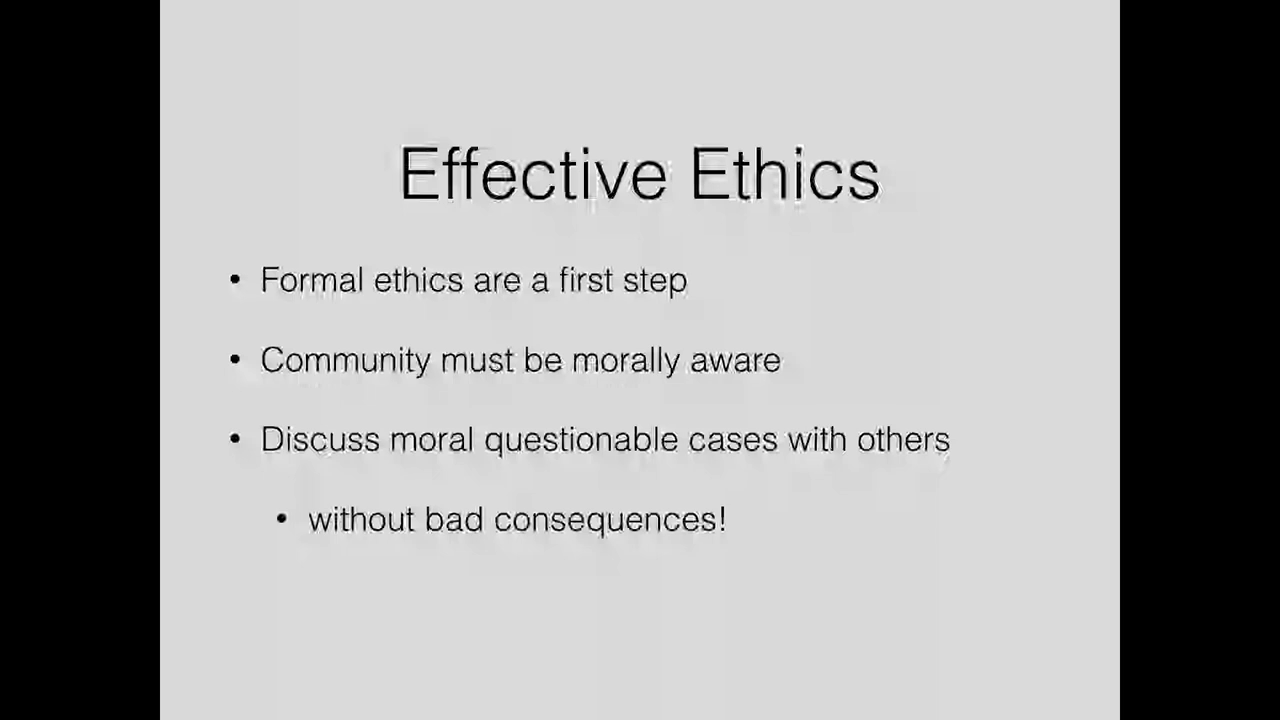 Effective Ethics
• Formal ethics are a first step
• Community must be morally aware
• Discuss moral questionable cases with others
• without bad consequences!